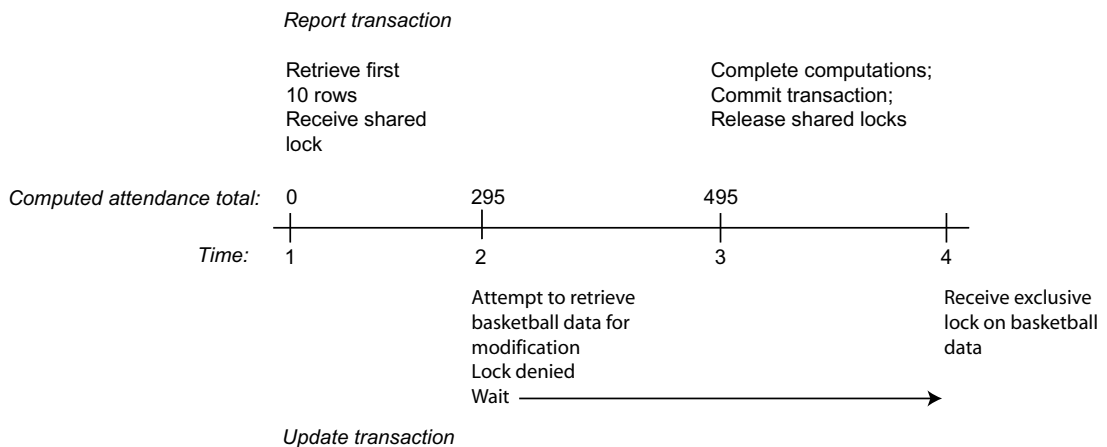 Report transaction
Retrieve first
10 rows
Receive shared
lock
Complete computations;
Commit transaction;
Release shared locks
Computed attendance total: 0 295 495
Time: 1 2 3 4
Attempt to retrieve
basketball data for
modification
Lock denied
Wait
Receive exclusive
lock on basketball
data
Update transaction